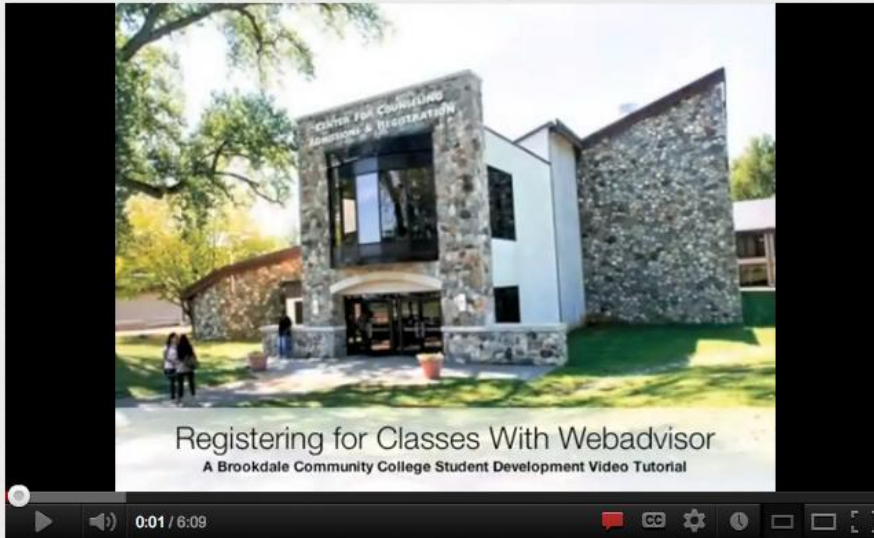 CENTER FOR COUNSELING
ADMISSIONS & REGISTRATION
Registering for Classes With Webadvisor
A Brookdale Community College Student Development Video Tutorial
0:01 / 6:09
CC